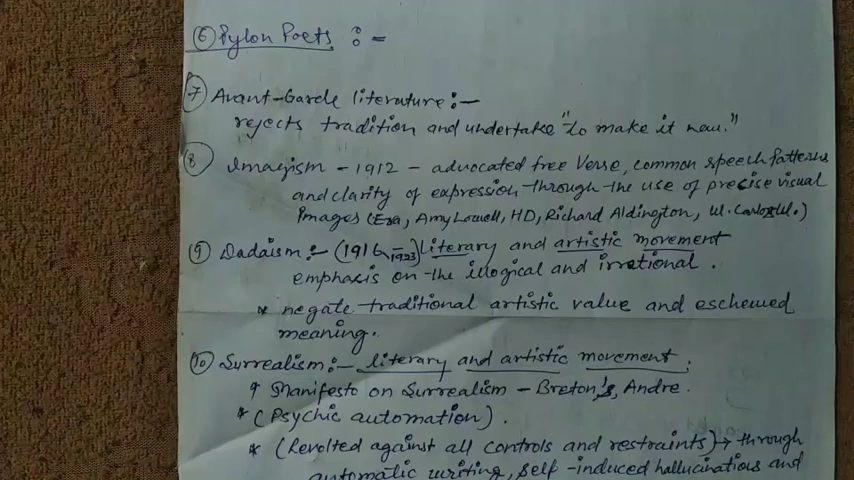 ⑥ Pylon Poets :=
⑦ Avant-Garde literature:-
rejects tradition and undertake "to make it new."
⑧ Imagism - 1912 - advocated free Verse, common speech Patterns
and clarity of expression through the use of precise visual
Images (Ezra, Amy Lowell, HD, Richard Aldington, W. Carlos W.)
⑨ Dadaism:- (1916-1923) literary and artistic movement
emphasis on the illogical and irrational.
* negate traditional artistic value and eschewed
meaning.
⑩ Surrealism:- literary and artistic movement.
Manifesto on Surrealism - Breton's, Andre.
* (Psychic automation).
* (Revolted against all controls and restraints) → through
automatic writing, self-induced hallucinations and